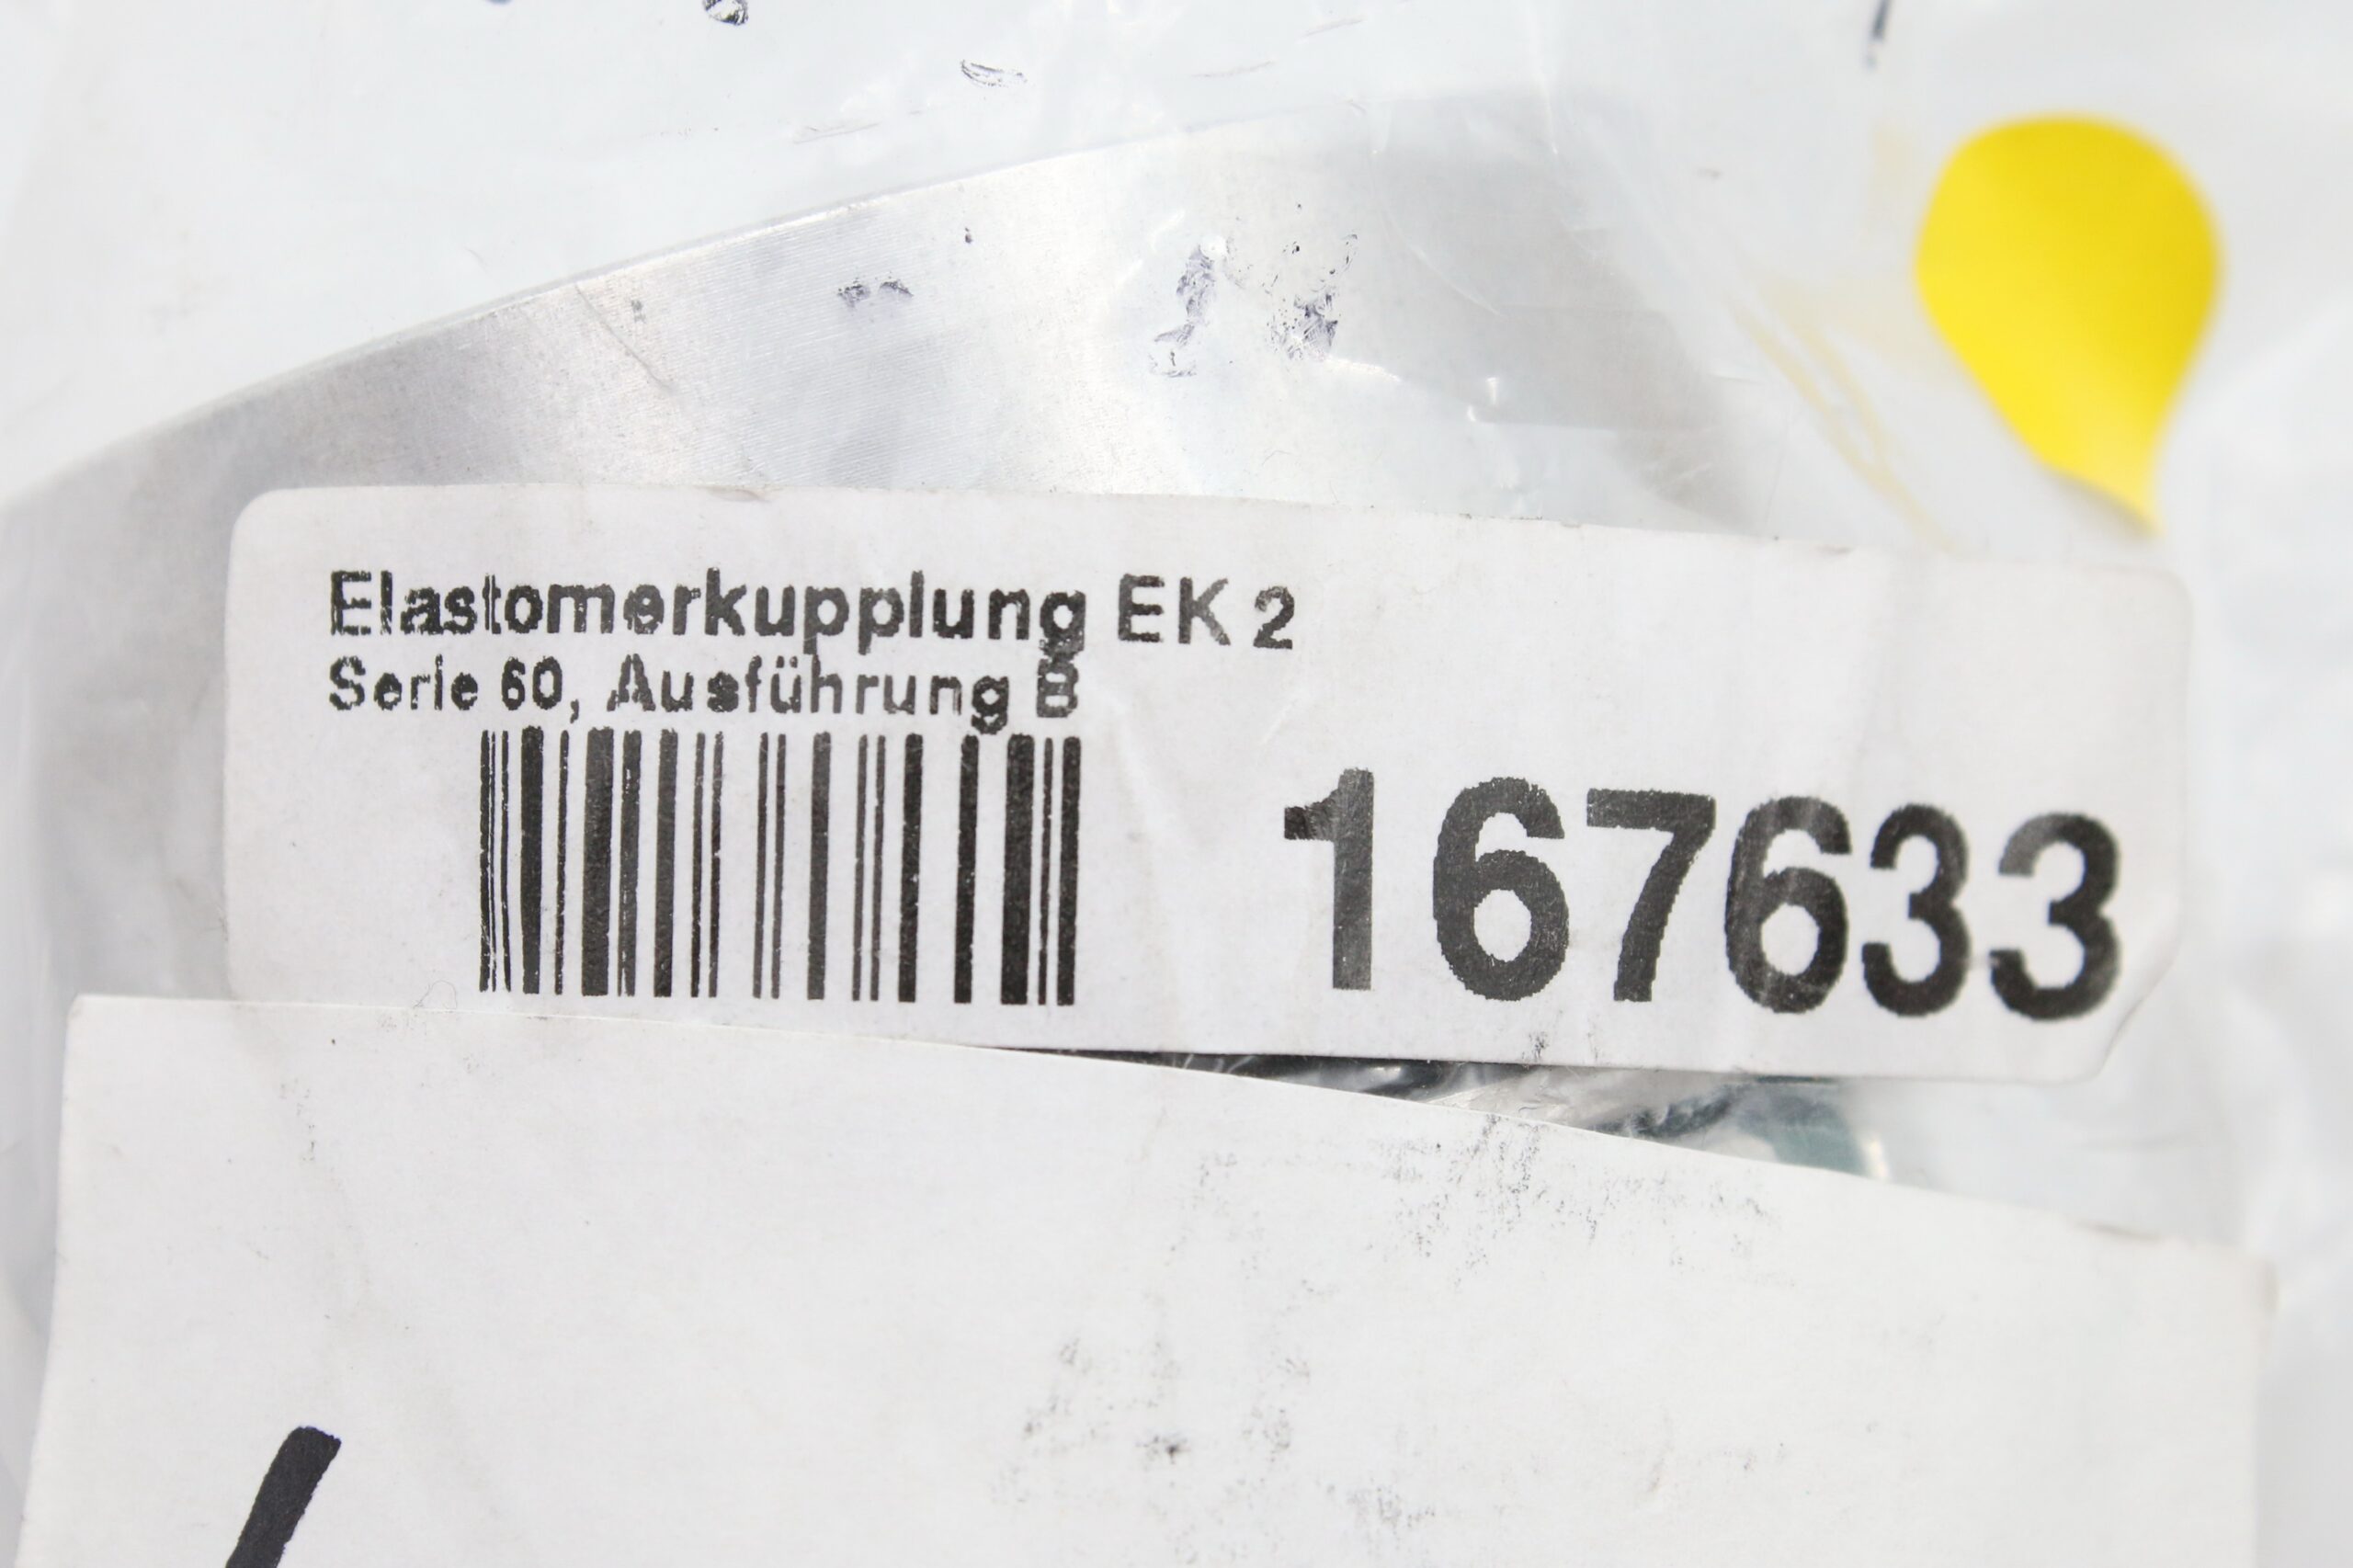 Elastomerkupplung EK 2
Serie 60, Ausführung B
167633